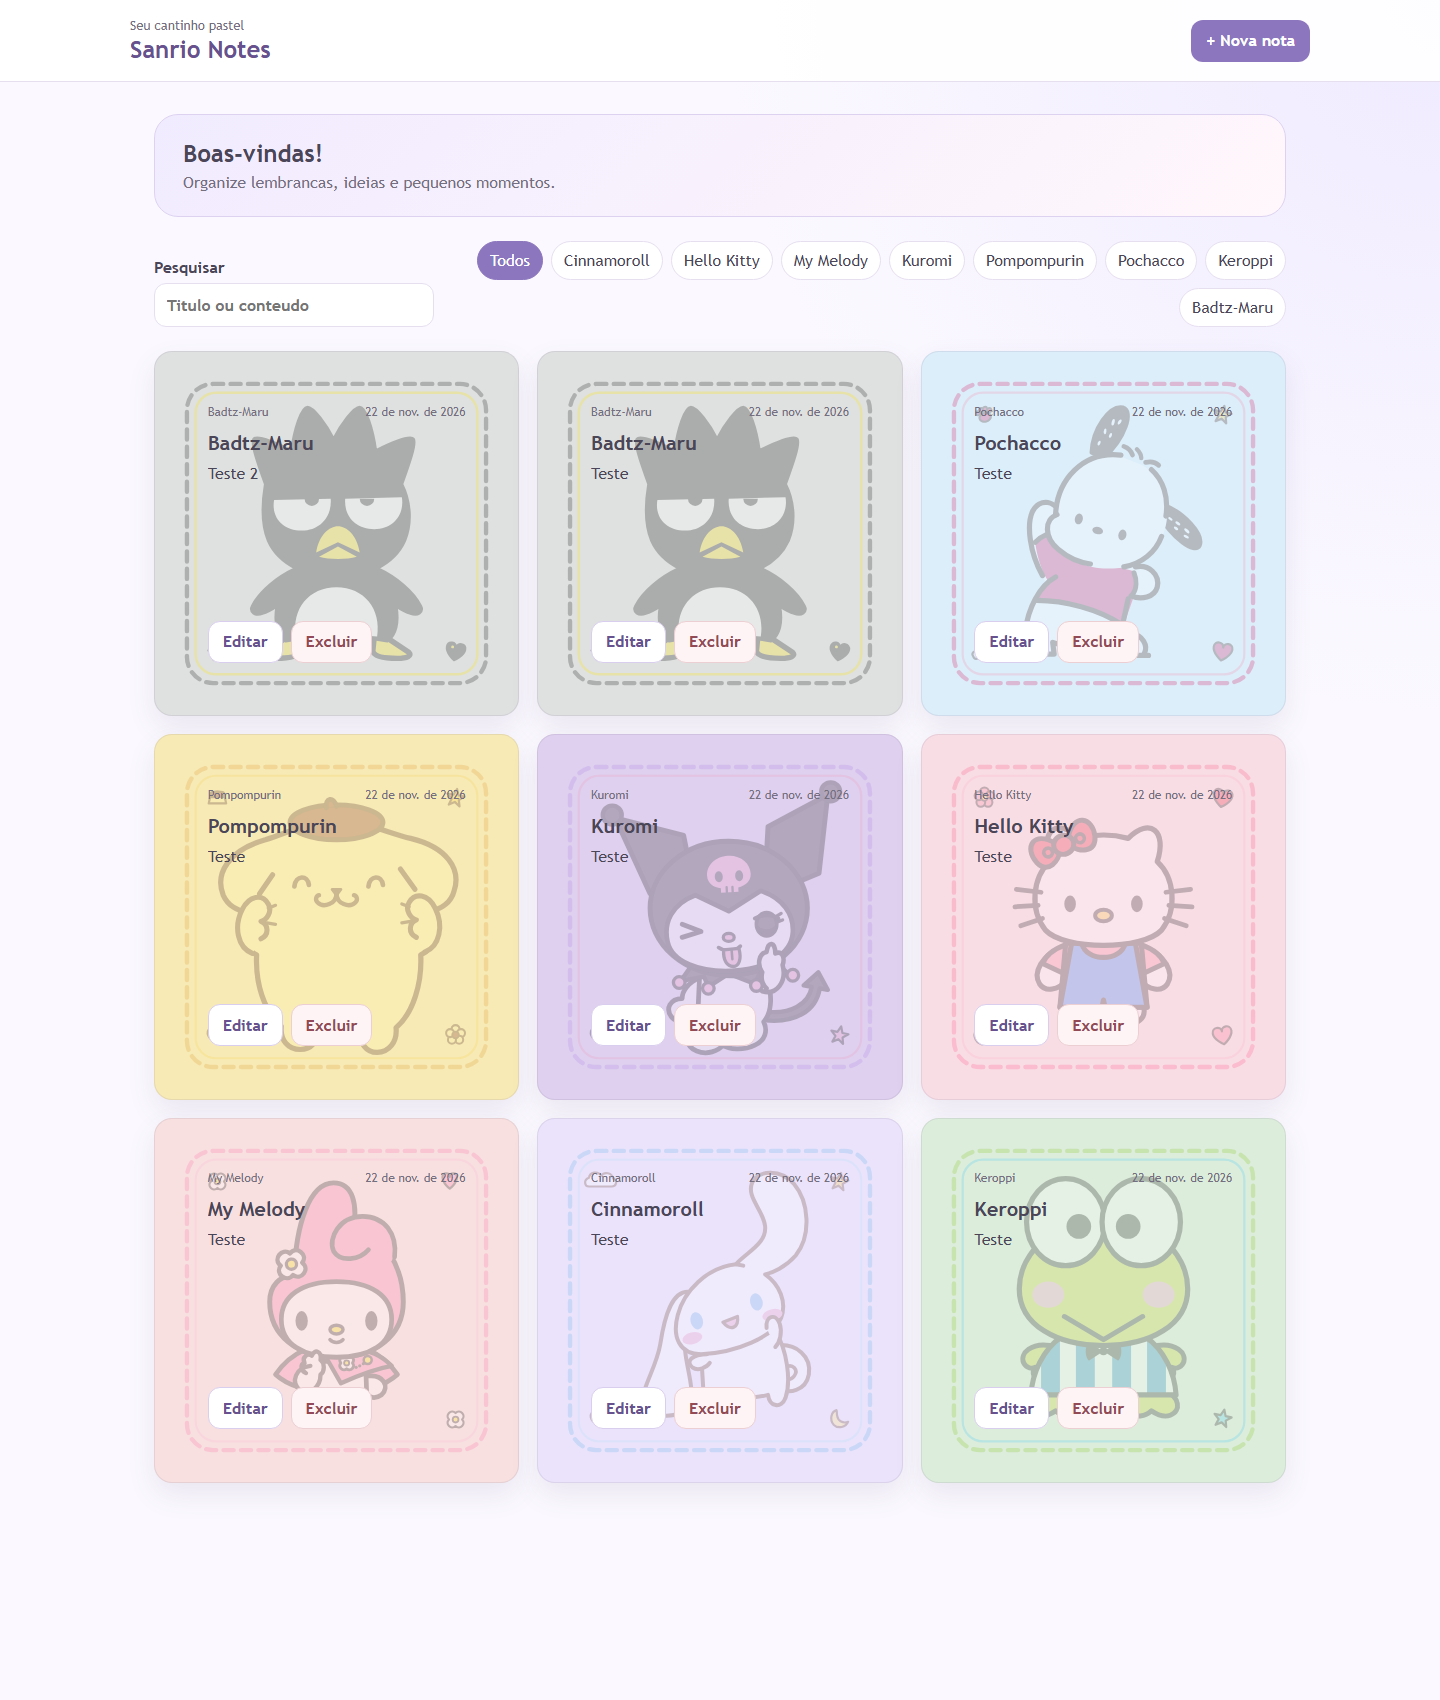 Seu cantinho pastel
Sanrio Notes
+ Nova nota
Boas-vindas!
Organize lembrancas, ideias e pequenos momentos.
Pesquisar
Titulo ou conteudo
Todos
Cinnamoroll
Hello Kitty
My Melody
Kuromi
Pompompurin
Pochacco
Keroppi
Badtz-Maru
Badtz-Maru 22 de nov. de 2026
Badtz-Maru
Teste 2
Editar Excluir
Badtz-Maru 22 de nov. de 2026
Badtz-Maru
Teste
Editar Excluir
Pochacco 22 de nov. de 2026
Pochacco
Teste
Editar Excluir
Pompompurin 22 de nov. de 2026
Pompompurin
Teste
Editar Excluir
Kuromi 22 de nov. de 2026
Kuromi
Teste
Editar Excluir
Hello Kitty 22 de nov. de 2026
Hello Kitty
Teste
Editar Excluir
My Melody 22 de nov. de 2026
My Melody
Teste
Editar Excluir
Cinnamoroll 22 de nov. de 2026
Cinnamoroll
Teste
Editar Excluir
Keroppi 22 de nov. de 2026
Keroppi
Teste
Editar Excluir